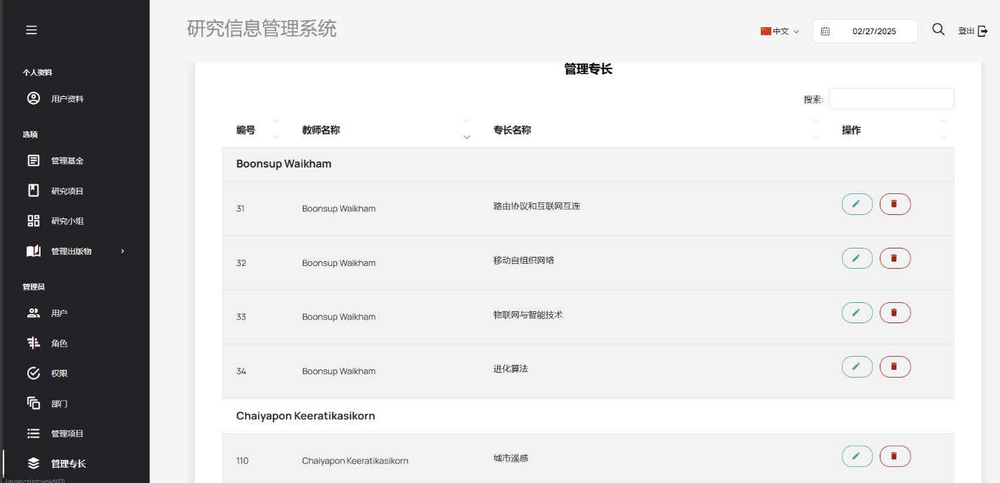 研究信息管理系统
中文
02/27/2025
登出
个人资料
用户资料
选项
管理基金
研究项目
研究小组
管理出版物
管理员
用户
角色
权限
部门
管理项目
管理专长
javascript:void(0)
管理专长
搜索:
编号 教师名称 专长名称 操作
Boonsup Waikham
31 Boonsup Waikham 路由协议和互联网互连
32 Boonsup Waikham 移动自组织网络
33 Boonsup Waikham 物联网与智能技术
34 Boonsup Waikham 进化算法
Chaiyapon Keeratikasikorn
110 Chaiyapon Keeratikasikorn 城市遥感